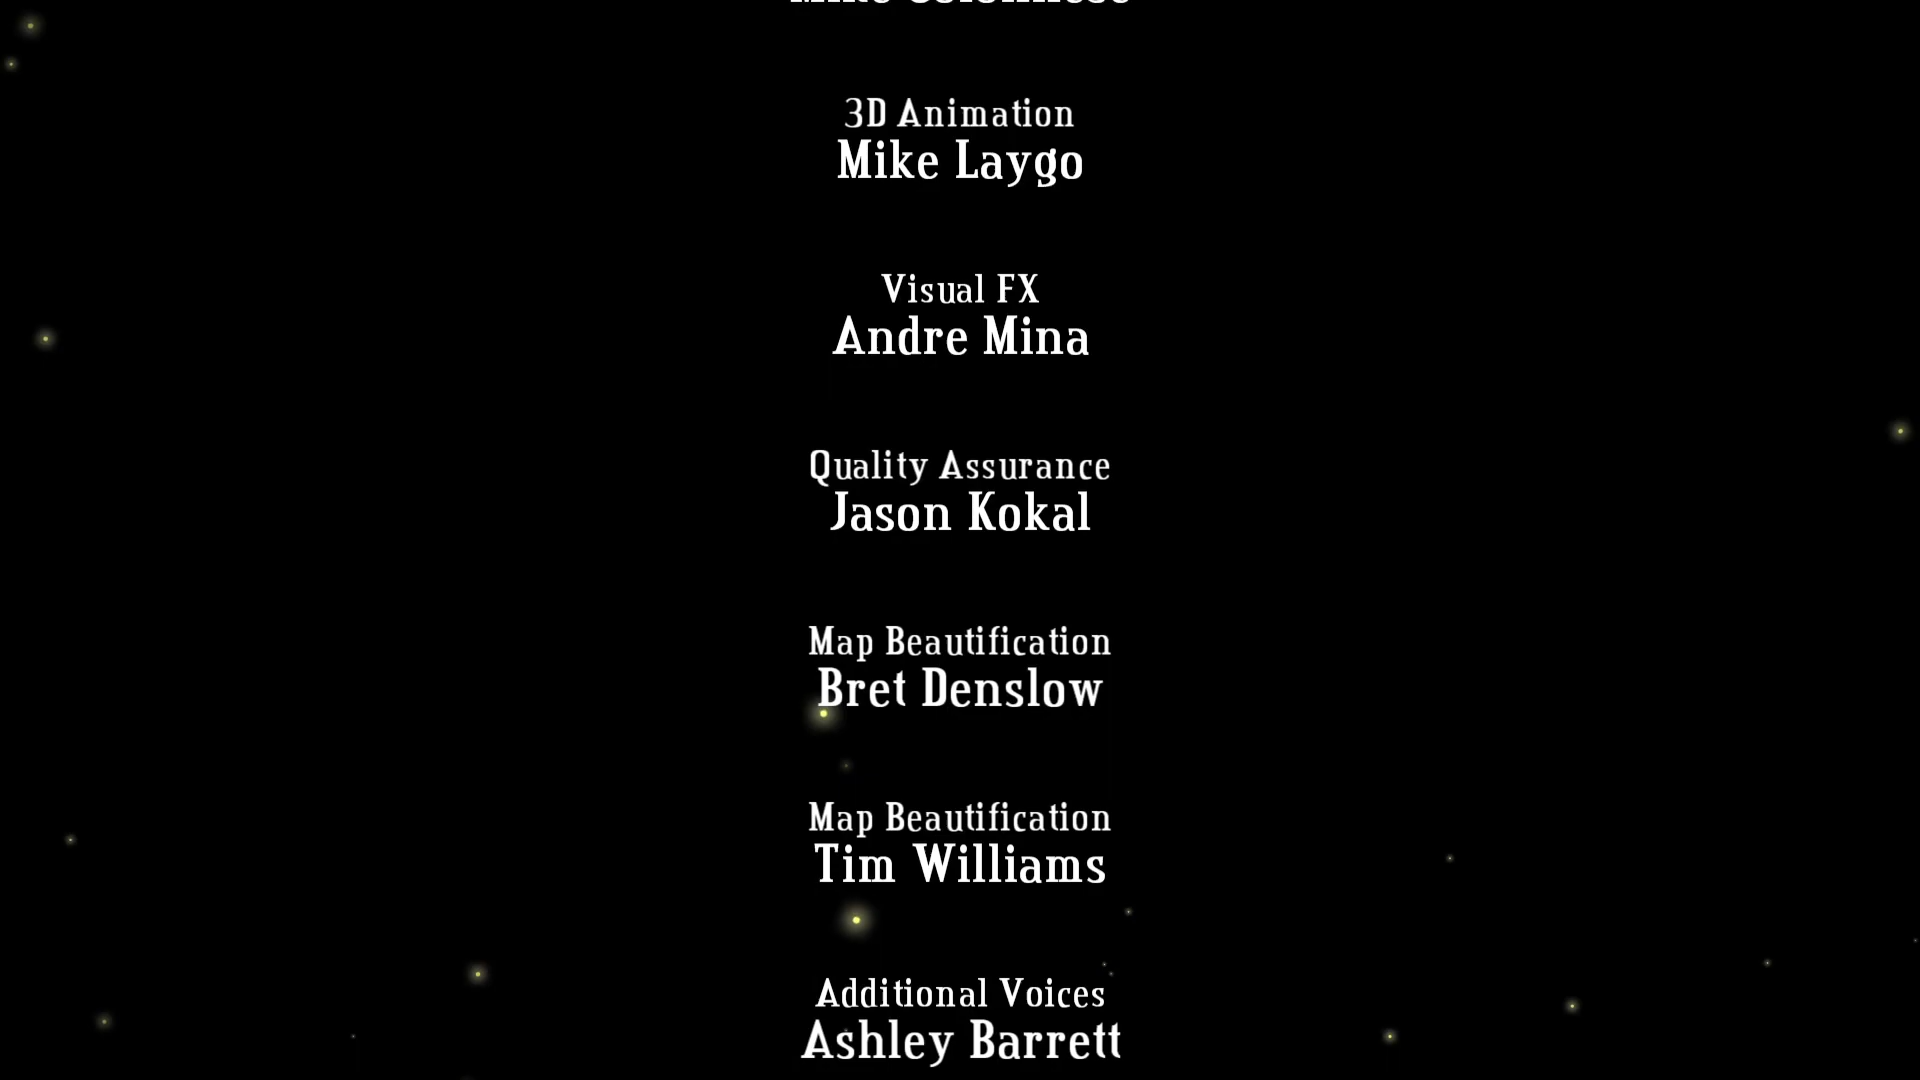 3D Animation
Mike Laygo
Visual FX
Andre Mina
Quality Assurance
Jason Kokal
Map Beautification
Bret Denslow
Map Beautification
Tim Williams
Additional Voices
Ashley Barrett